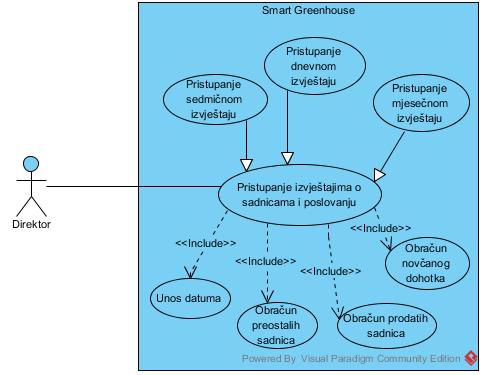 Smart Greenhouse
Pristupanje
dnevnom
izvještaju
Pristupanje
sedmičnom
izvještaju
Pristupanje
mjesečnom
izvještaju
Pristupanje izvještajima o
sadnicama i poslovanju
Direktor
<<Include>>
<<Include>>
<<Include>>
<<Include>>
Unos datuma
Obračun
preostalih
sadnica
Obračun prodatih
sadnica
Obračun
novčanog
dohotka
Powered By Visual Paradigm Community Edition